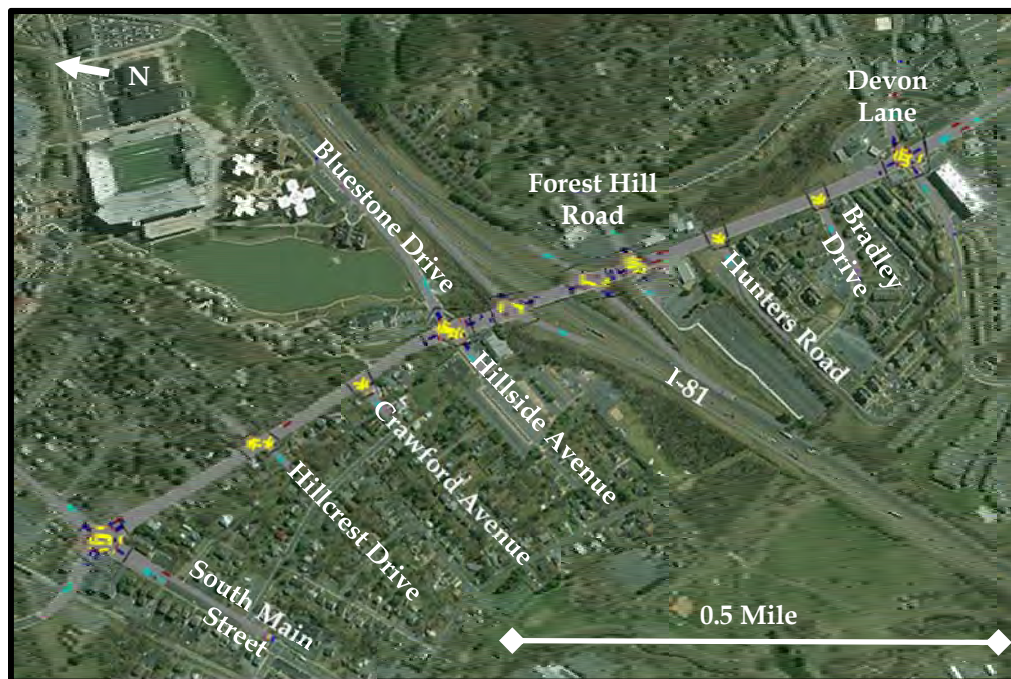 N
Devon
Lane
Bluestone Drive
Forest Hill
Road
Bradley
Drive
Hunters Road
I-81
Hillside Avenue
Crawford Avenue
Hillcrest Drive
South Main
Street
0.5 Mile